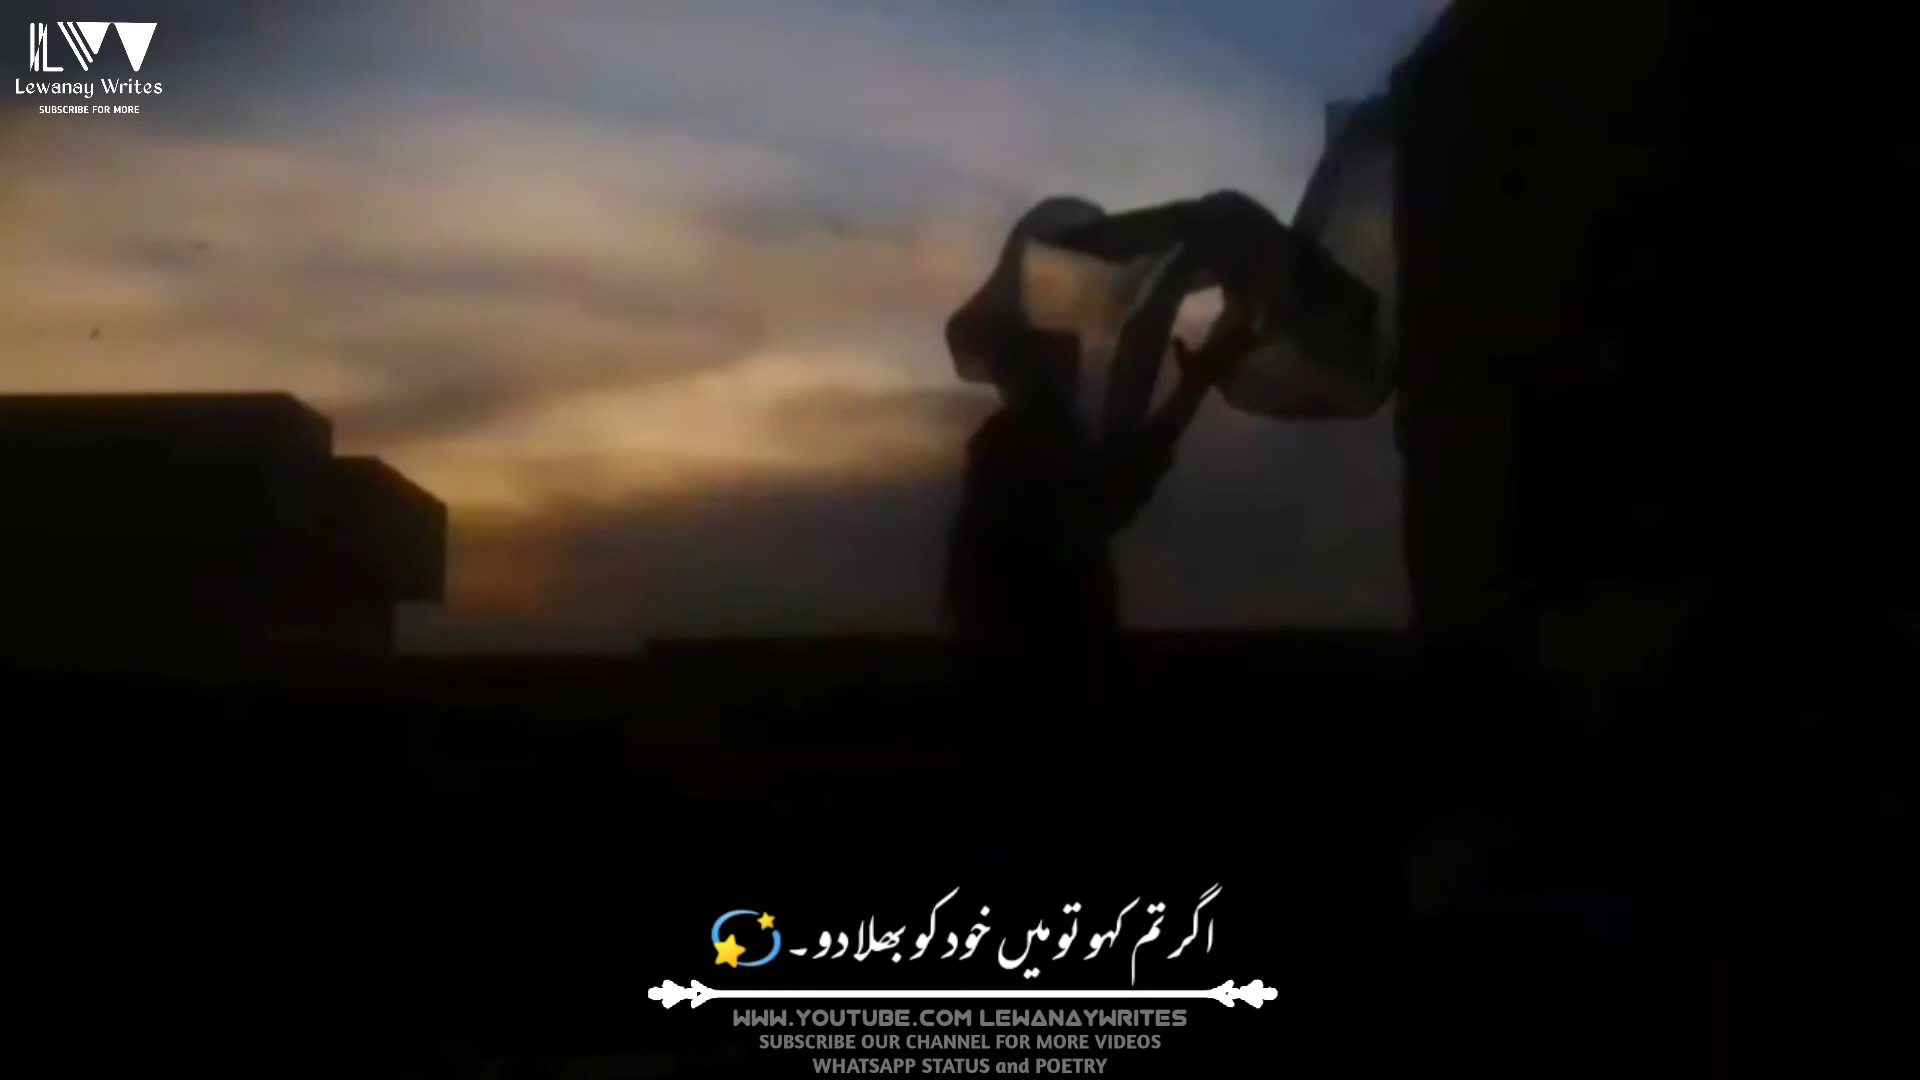 LW
Lewanay Writes
SUBSCRIBE FOR MORE
اگر تم کہو تو میں خود کو بھلا دو۔
WWW.YOUTUBE.COM LEWANAYWRITES
SUBSCRIBE OUR CHANNEL FOR MORE VIDEOS
WHATSAPP STATUS and POETRY